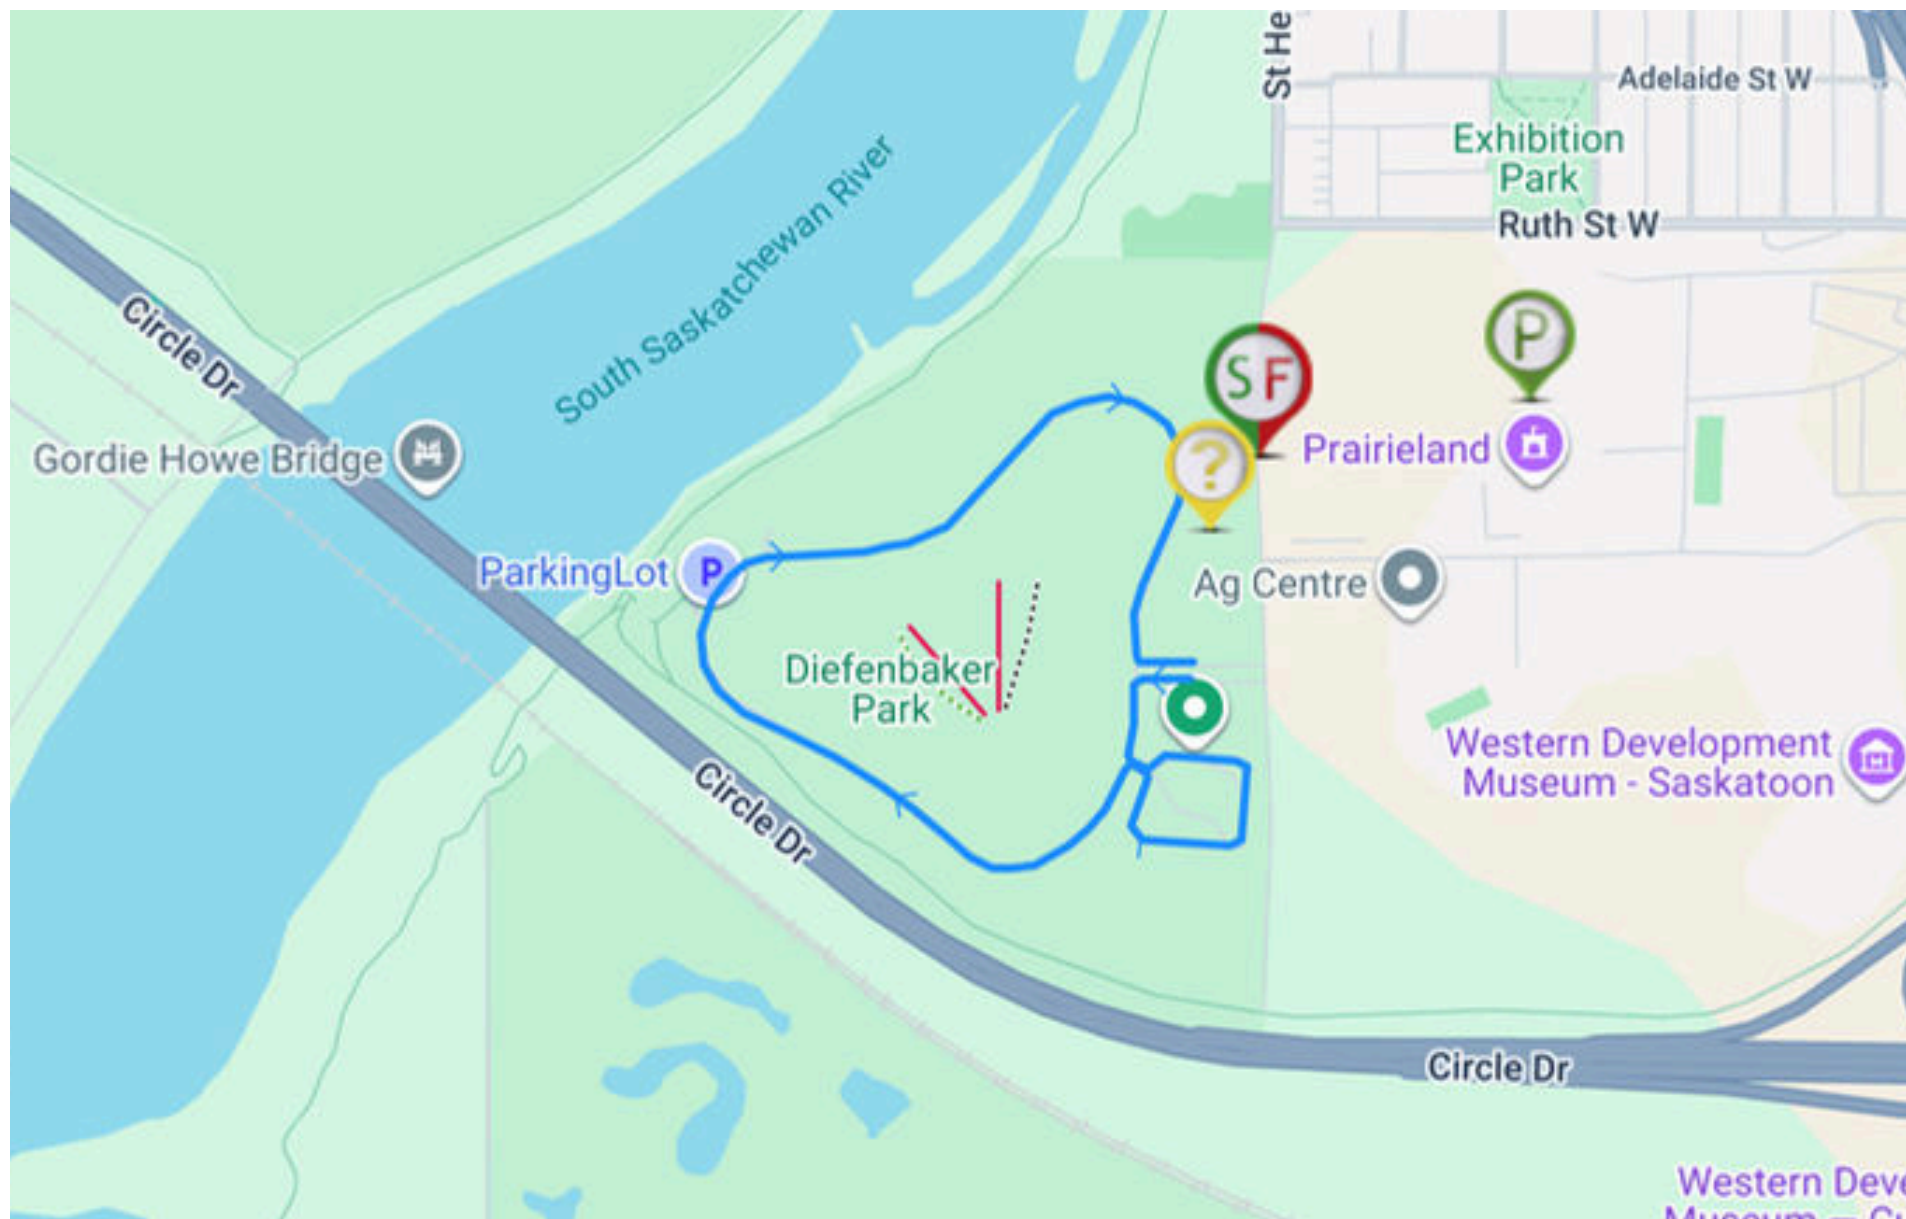 St He
Adelaide St W
Exhibition
Park
Ruth St W
South Saskatchewan River
Circle Dr
P
S F
?
Prairieland
Gordie Howe Bridge
ParkingLot
P
Ag Centre
Diefenbaker
Park
Western Development
Museum - Saskatoon
Circle Dr
Circle Dr
Western Deve